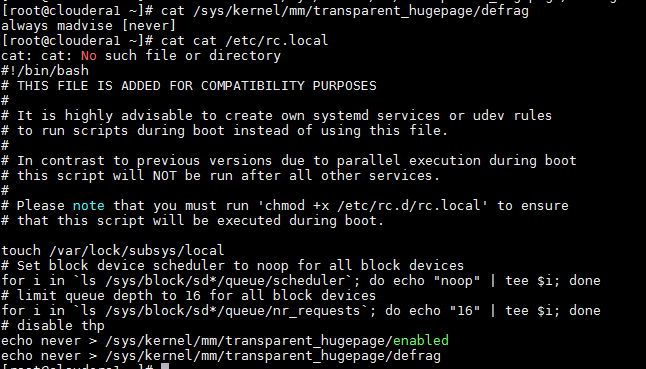 [root@cloudera1 ~]# cat /sys/kernel/mm/transparent_hugepage/defrag
always madvise [never]
[root@cloudera1 ~]# cat cat /etc/rc.local
cat: cat: No such file or directory
#!/bin/bash
# THIS FILE IS ADDED FOR COMPATIBILITY PURPOSES
#
# It is highly advisable to create own systemd services or udev rules
# to run scripts during boot instead of using this file.
#
# In contrast to previous versions due to parallel execution during boot
# this script will NOT be run after all other services.
#
# Please note that you must run 'chmod +x /etc/rc.d/rc.local' to ensure
# that this script will be executed during boot.

touch /var/lock/subsys/local
# Set block device scheduler to noop for all block devices
for i in `ls /sys/block/sd*/queue/scheduler`; do echo "noop" | tee $i; done
# limit queue depth to 16 for all block devices
for i in `ls /sys/block/sd*/queue/nr_requests`; do echo "16" | tee $i; done
# disable thp
echo never > /sys/kernel/mm/transparent_hugepage/enabled
echo never > /sys/kernel/mm/transparent_hugepage/defrag
[root@cloudera1 ~]#